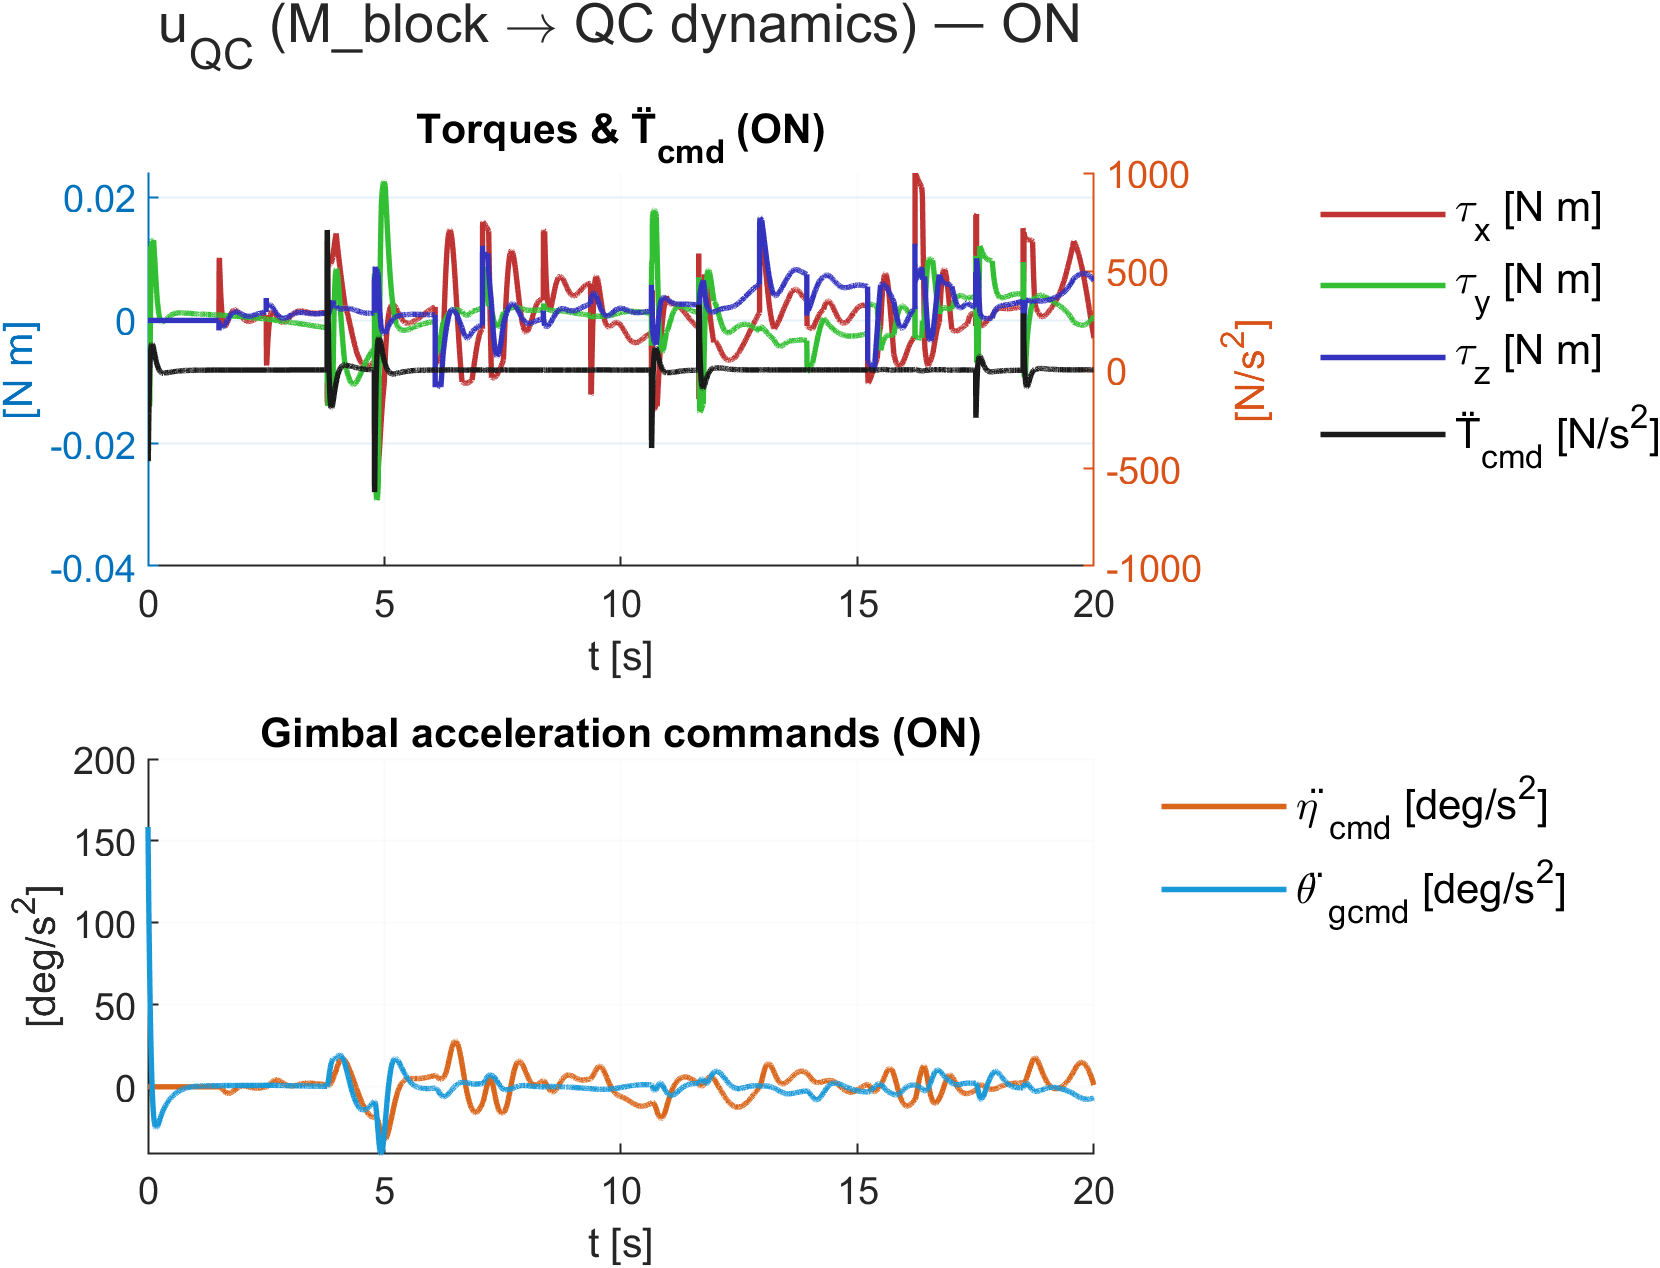 u_QC (M_block → QC dynamics) — ON
Torques & T̈_cmd (ON)
0.02
0
-0.02
-0.04
[N m]
1000
500
0
-500
-1000
[N/s²]
0 5 10 15 20
t [s]
τ_x [N m]
τ_y [N m]
τ_z [N m]
T̈_cmd [N/s²]
Gimbal acceleration commands (ON)
200
150
100
50
0
[deg/s²]
0 5 10 15 20
t [s]
η̈_cmd [deg/s²]
θ̈_gcmd [deg/s²]